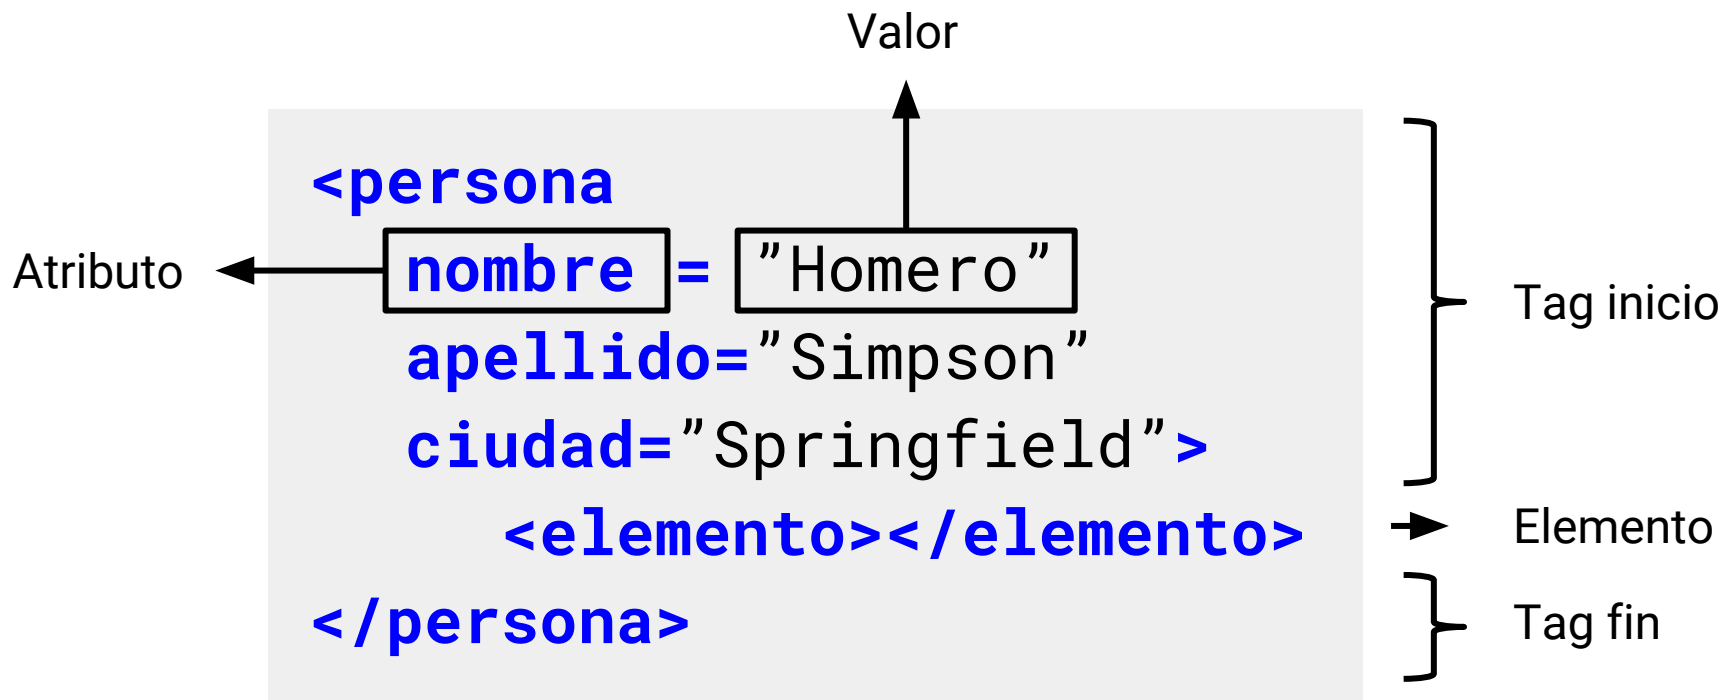 Valor
<persona
Atributo
nombre = ”Homero”
apellido=”Simpson”
ciudad=”Springfield”>
Tag inicio
<elemento></elemento>
Elemento
</persona>
Tag fin